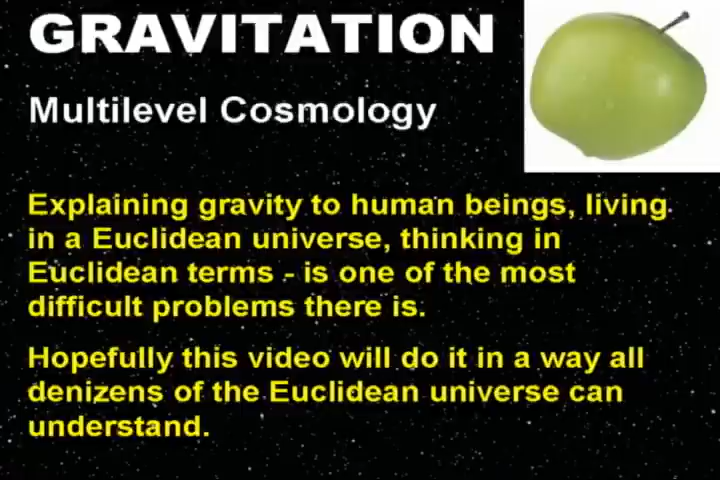 GRAVITATION
Multilevel Cosmology
Explaining gravity to human beings, living
in a Euclidean universe, thinking in
Euclidean terms - is one of the most
difficult problems there is.
Hopefully this video will do it in a way all
denizens of the Euclidean universe can
understand.